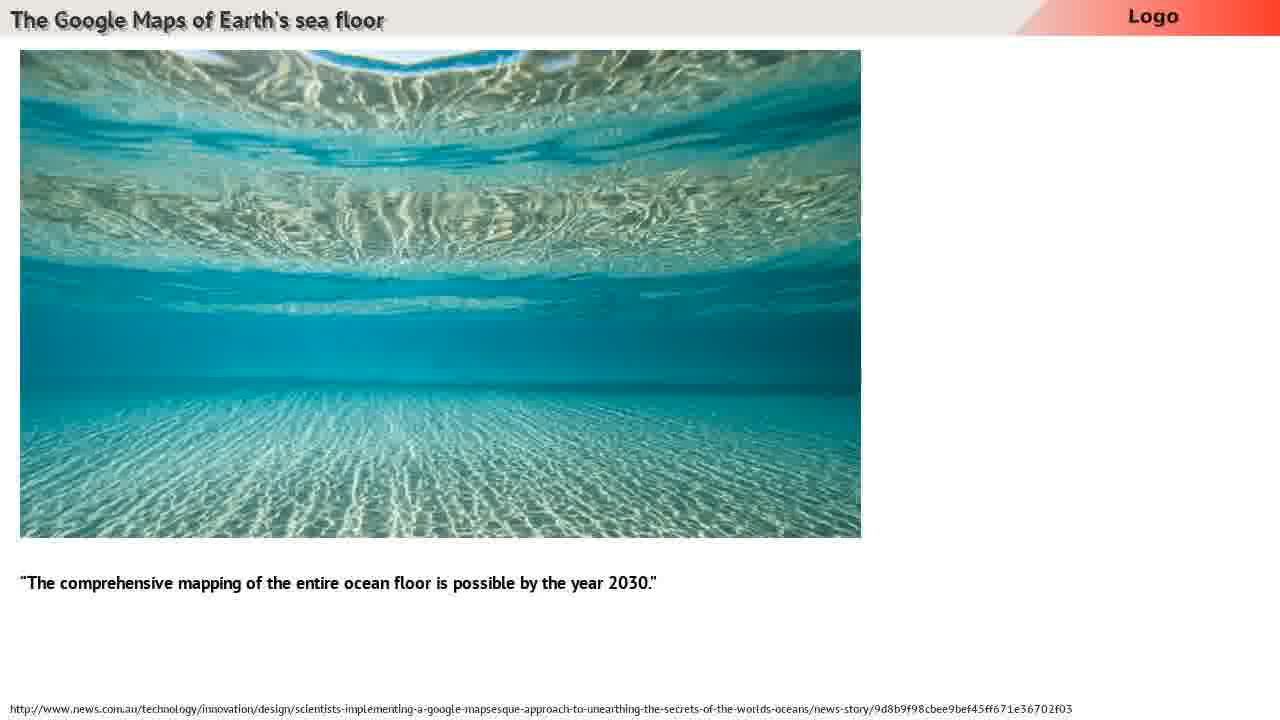 The Google Maps of Earth's sea floor
Logo
"The comprehensive mapping of the entire ocean floor is possible by the year 2030."
http://www.news.com.au/technology/innovation/design/scientists-implementing-a-google-mapsesque-approach-to-unearthing-the-secrets-of-the-worlds-oceans/news-story/9d8b9f98cbee9bef45ff671e36702f03